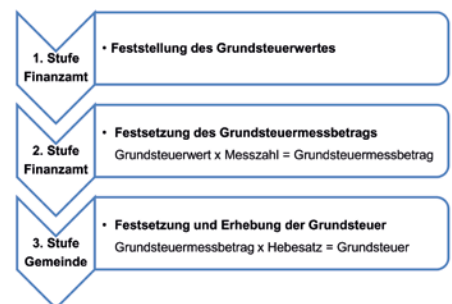 1. Stufe
Finanzamt
• Feststellung des Grundsteuerwertes
2. Stufe
Finanzamt
• Festsetzung des Grundsteuermessbetrags
Grundsteuerwert x Messzahl = Grundsteuermessbetrag
3. Stufe
Gemeinde
• Festsetzung und Erhebung der Grundsteuer
Grundsteuermessbetrag x Hebesatz = Grundsteuer